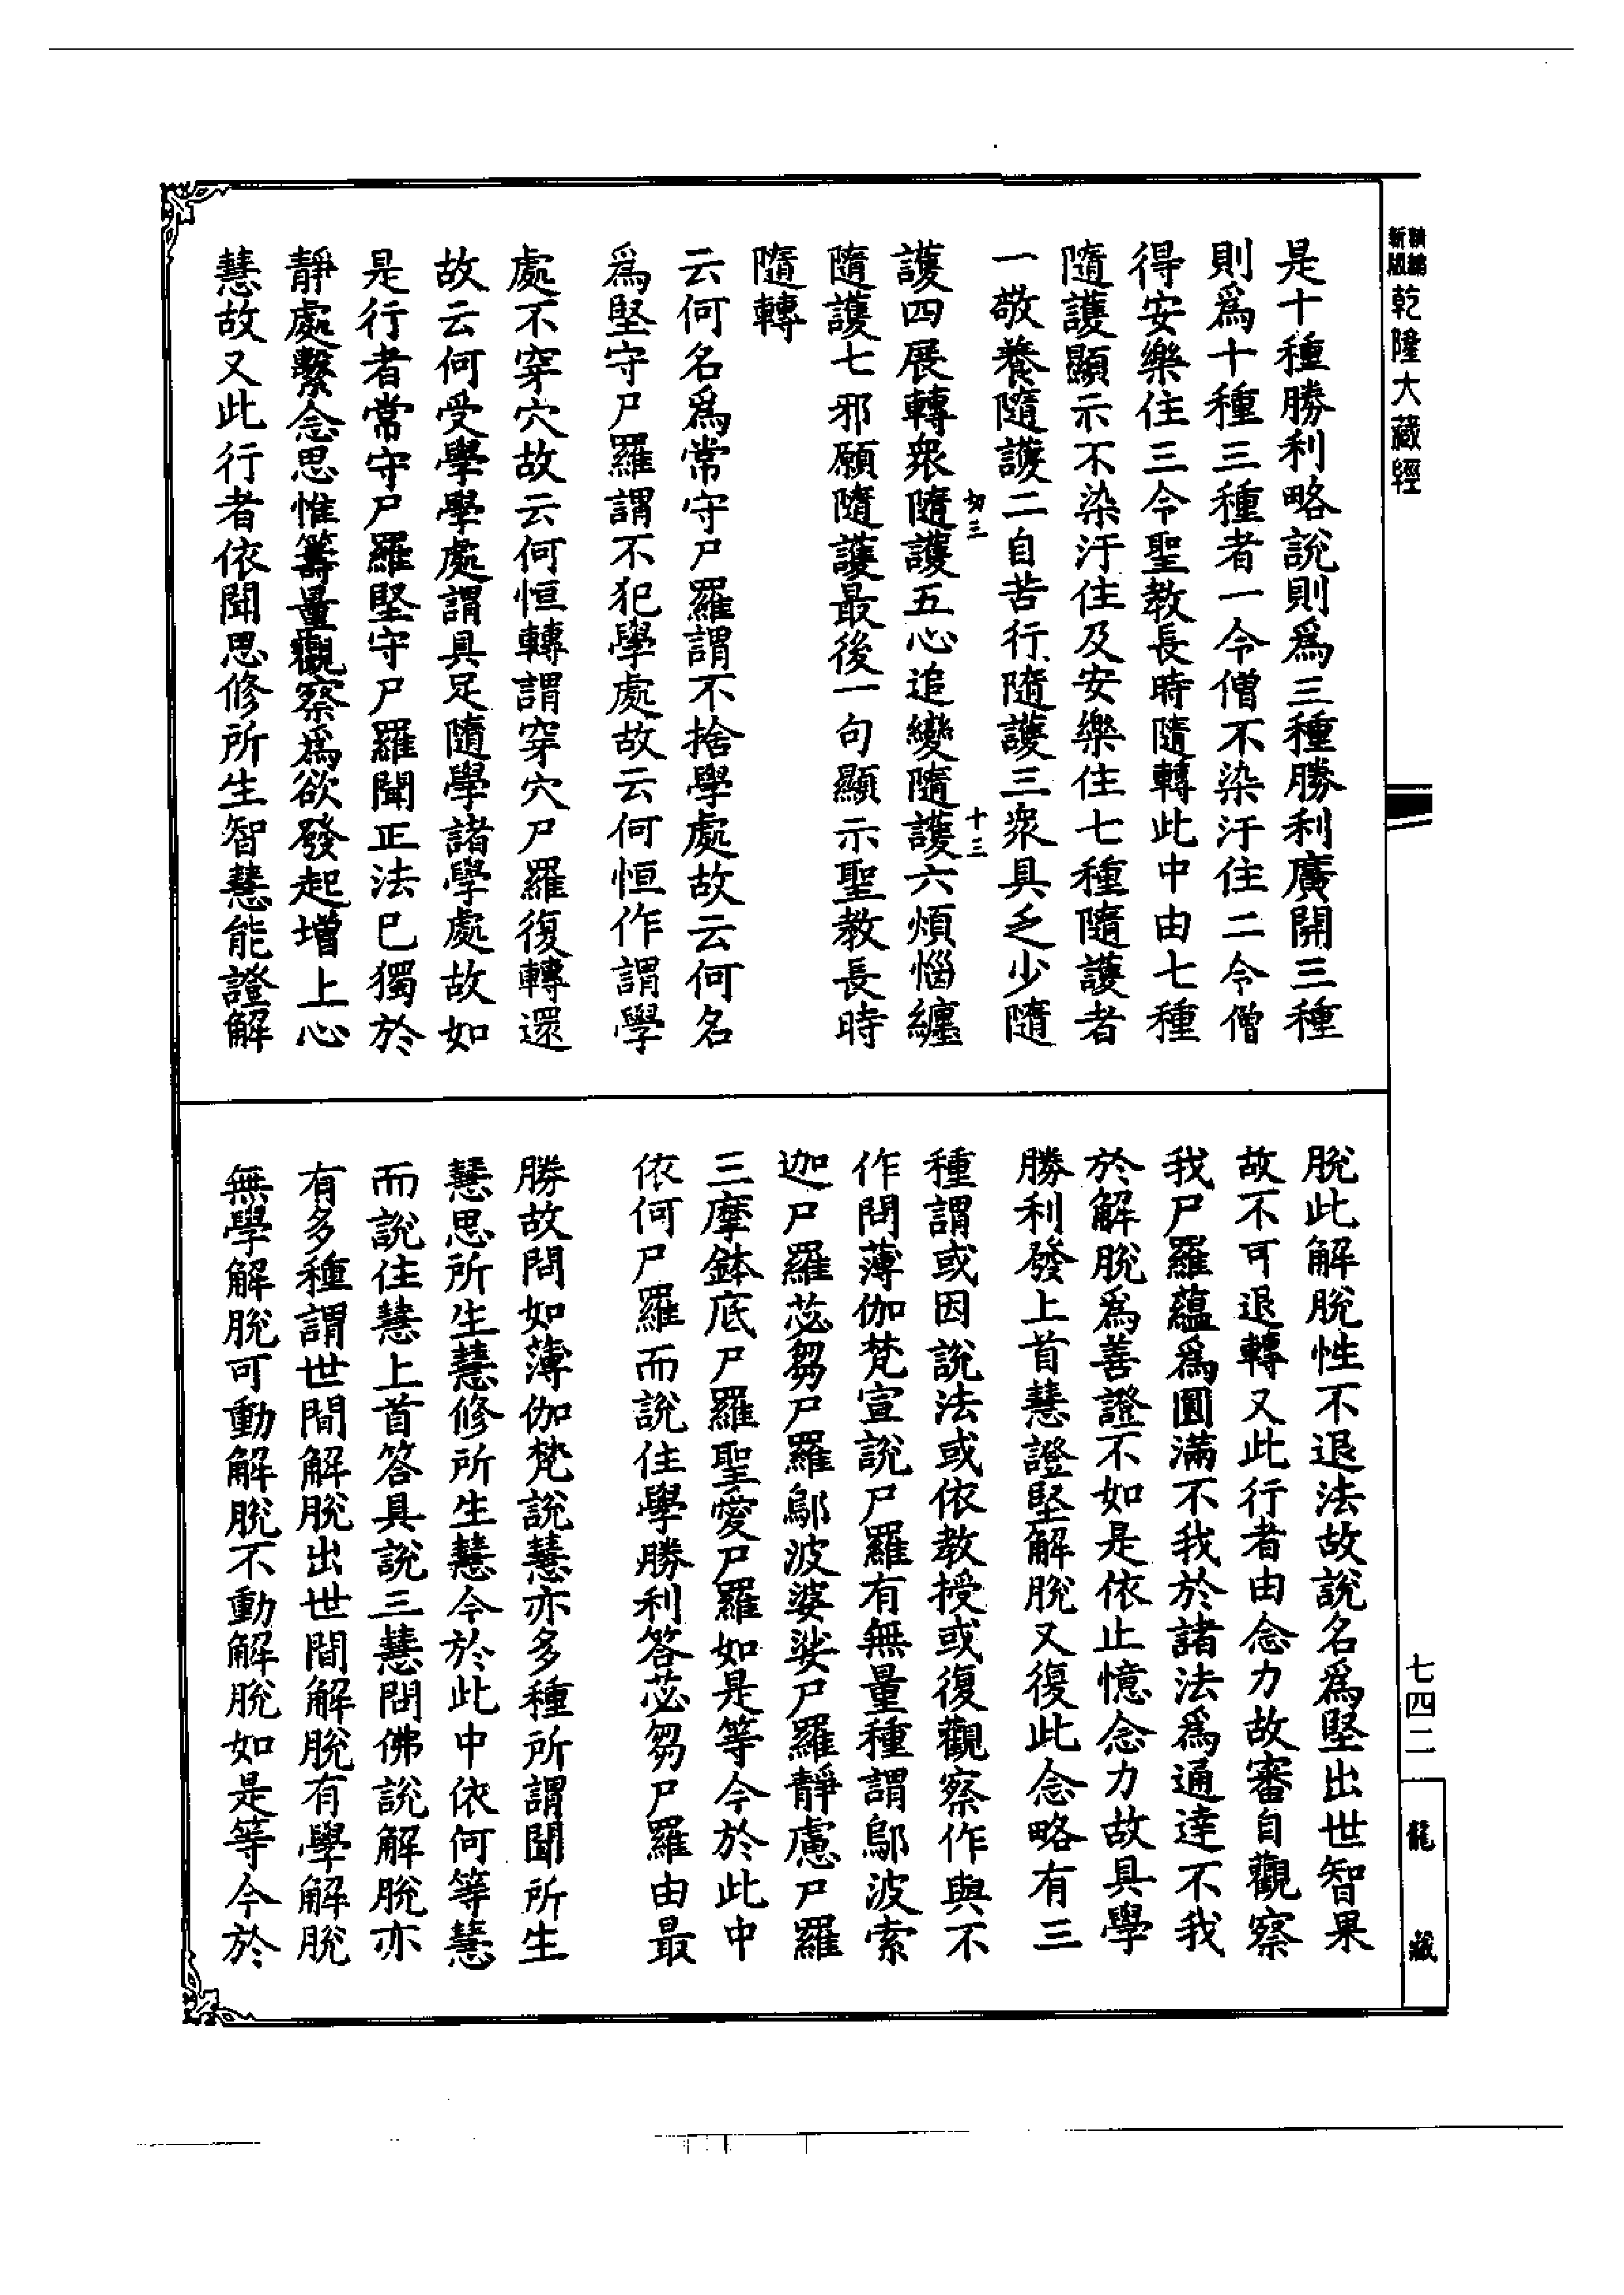 新編
新版
乾隆大藏經
是十種勝利略說則爲三種勝利廣開三種
則爲十種三種者一令僧不染汙住二令僧
得安樂住三令聖教長時隨轉此中由七種
隨護顯示不染汙住及安樂住七種隨護者
一敬養隨護二自苦行隨護三衆具乏少隨
護四展轉衆隨護五心追變隨護六煩惱纏
隨護七邪願隨護最後一句顯示聖教長時
隨轉
云何名爲常守尸羅謂不捨學處故云何名
爲堅守尸羅謂不犯學處故云何恒作謂學
處不穿穴故云何恒轉謂穿穴尸羅復轉還
故云何受學學處謂具足隨學諸學處故如
是行者常守尸羅堅守尸羅聞正法已獨於
靜處繫念思惟籌量觀察爲欲發起增上心
慧故又此行者依聞思修所生智慧能證解
十三
脫此解脫性不退法故說名爲堅出世智果
故不可退轉又此行者由念力故審自觀察
我尸羅蘊爲圓滿不我於諸法爲通達不我
於解脫爲善證不如是依止憶念力故具學
勝利發上首慧證堅解脫又復此念略有三
種謂或因說法或依教授或復觀察作與不
作問薄伽梵宣說尸羅有無量種謂鄔波索
迦尸羅苾芻尸羅鄔波婆娑尸羅靜慮尸羅
三摩鉢底尸羅聖愛尸羅如是等今於此中
依何尸羅而說住學勝利答苾芻尸羅由最
勝故問如薄伽梵說慧亦多種所謂聞所生
慧思所生慧修所生慧今於此中依何等慧
而說住慧上首答具說三慧問佛說解脫亦
有多種謂世間解脫出世間解脫有學解脫
無學解脫可動解脫不動解脫如是等今於
七四二
龍藏